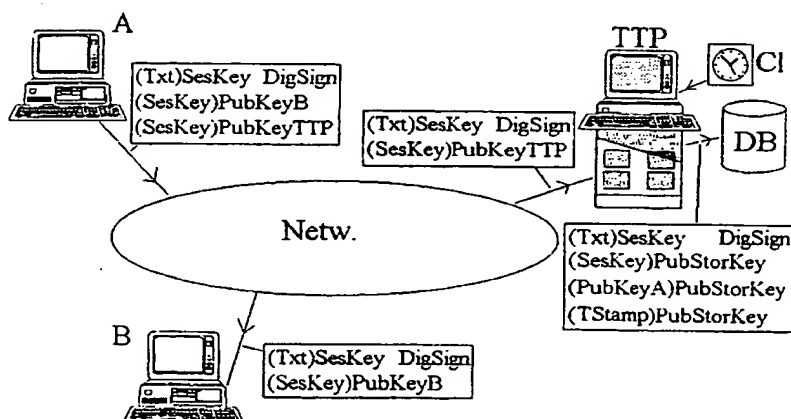 A
(Txt)SesKey DigSign
(SesKey)PubKeyB
(ScsKey)PubKeyTTP
TTP
Cl
(Txt)SesKey DigSign
(SesKey)PubKeyTTP
DB
Netw.
(Txt)SesKey DigSign
(SesKey)PubStorKey
(PubKeyA)PubStorKey
(TStamp)PubStorKey
B
(Txt)SesKey DigSign
(SesKey)PubKeyB